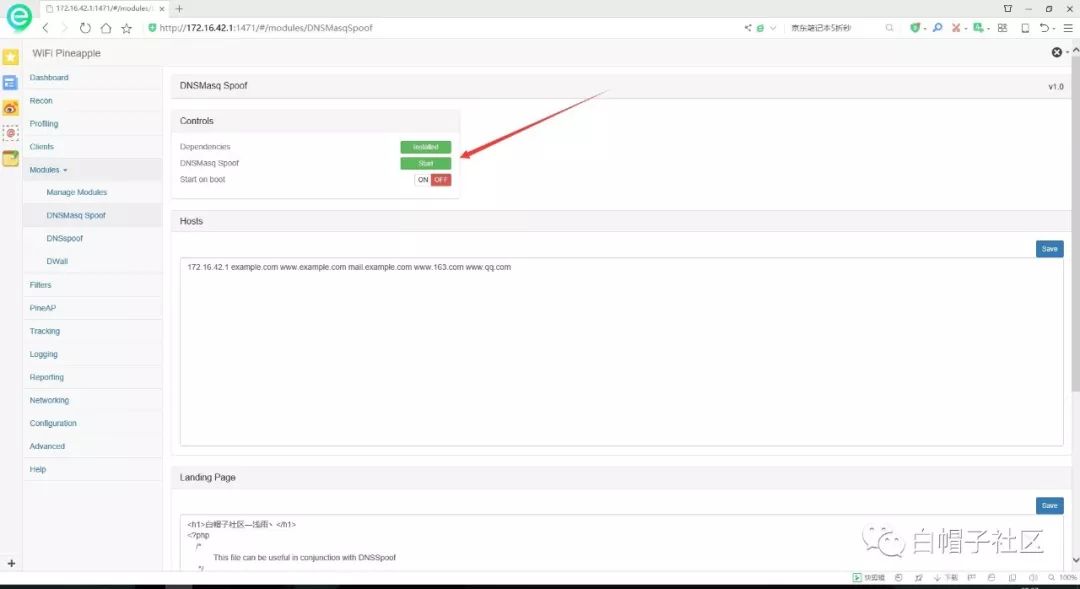 172.16.42.1:1471/#/modules/
http://172.16.42.1:1471/#/modules/DNSMasqSpoof
京东笔记本5折秒
WiFi Pineapple
Dashboard
Recon
Profiling
Clients
Modules
Manage Modules
DNSMasq Spoof
DNSspoof
DWall
Filters
PineAP
Tracking
Logging
Reporting
Networking
Configuration
Advanced
Help
DNSMasq Spoof
v1.0
Controls
Dependencies
Installed
DNSMasq Spoof
Start
Start on boot
ON OFF
Hosts
Save
172.16.42.1 example.com www.example.com mail.example.com www.163.com www.qq.com
Landing Page
Save
<h1>白帽子社区—浅雨丶</h1>
<?php
/*
This file can be useful in conjunction with DNSSpoof
*/
白帽子社区
快剪辑
下载
100%